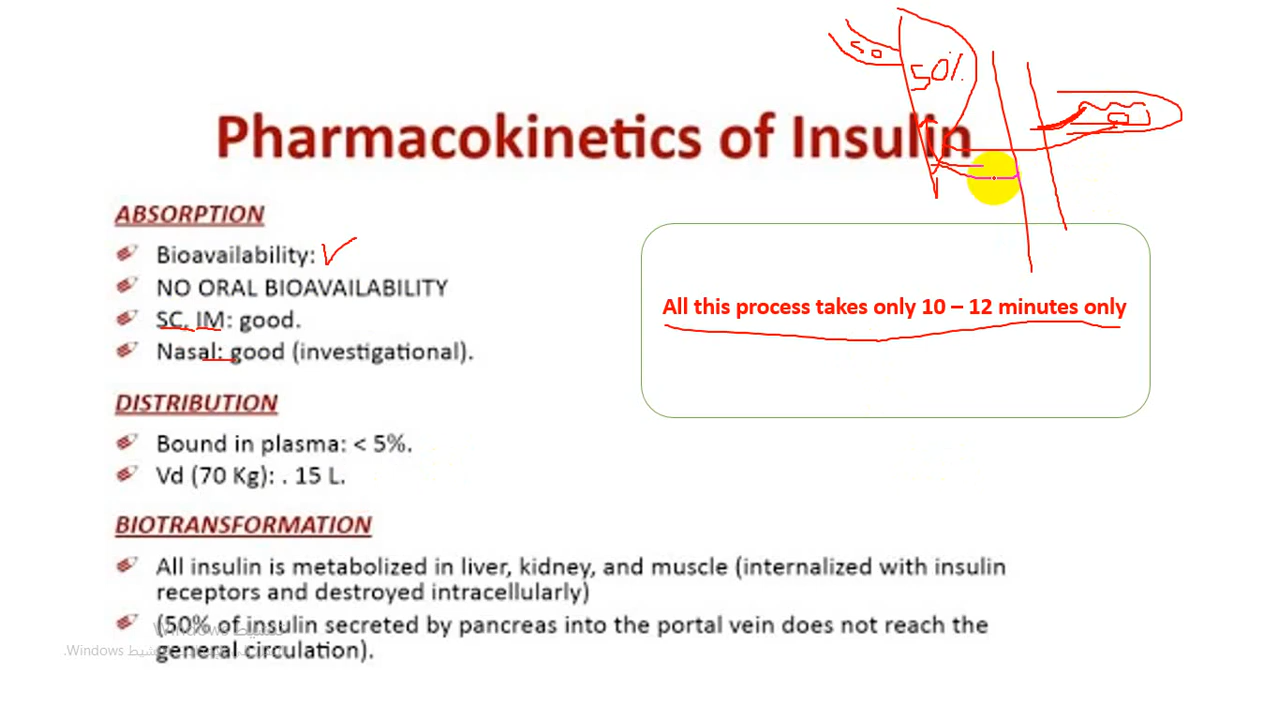 50%
Pharmacokinetics of Insulin
ABSORPTION
Bioavailability:
NO ORAL BIOAVAILABILITY
SC, IM: good.
Nasal: good (investigational).
All this process takes only 10 – 12 minutes only
DISTRIBUTION
Bound in plasma: < 5%.
Vd (70 Kg): . 15 L.
BIOTRANSFORMATION
All insulin is metabolized in liver, kidney, and muscle (internalized with insulin
receptors and destroyed intracellularly)
(50% of insulin secreted by pancreas into the portal vein does not reach the
general circulation).
تنشيط Windows
Windows.